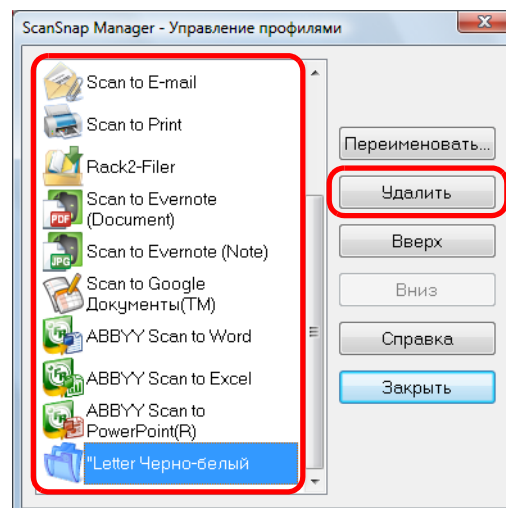 ScanSnap Manager - Управление профилями
Scan to E-mail
Scan to Print
Rack2-Filer
Scan to Evernote
(Document)
Scan to Evernote (Note)
Scan to Google
Документы(TM)
ABBYY Scan to Word
ABBYY Scan to Excel
ABBYY Scan to
PowerPoint(R)
"Letter Черно-белый
Переименовать...
Удалить
Вверх
Вниз
Справка
Закрыть
PDF
JPG